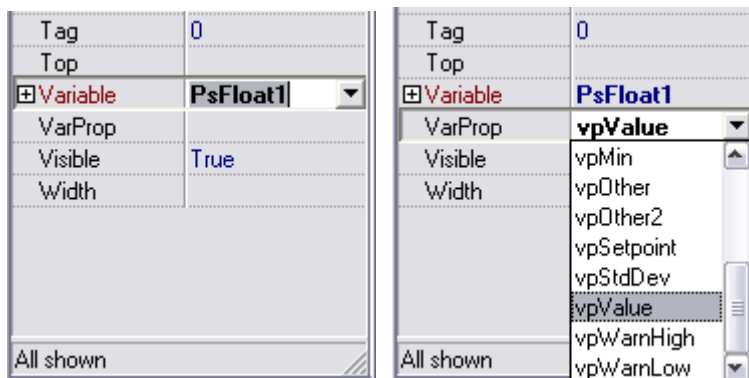 Tag 0
Top
Variable PsFloat1
VarProp
Visible True
Width
All shown
Tag 0
Top
Variable PsFloat1
VarProp vpValue
Visible
Width
vpMin
vpOther
vpOther2
vpSetpoint
vpStdDev
vpValue
vpWarnHigh
vpWarnLow
All shown